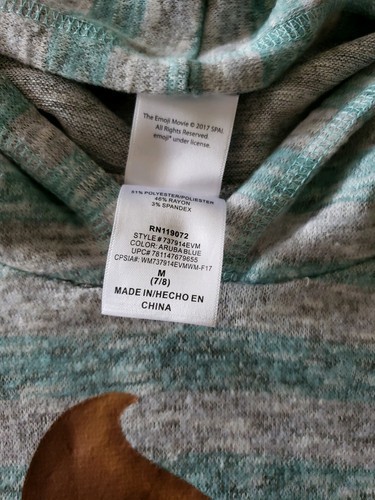 The Emoji Movie © 2017 SPAI.
All Rights Reserved
emoji® under license.
51% POLYESTER/POLIESTER
46% RAYON
3% SPANDEX
RN119072
STYLE # 737914EVM
COLOR: ARUBA BLUE
UPC# 781147679655
CPSIA#: WM737914EVMWM-F17
M
(7/8)
MADE IN/HECHO EN
CHINA